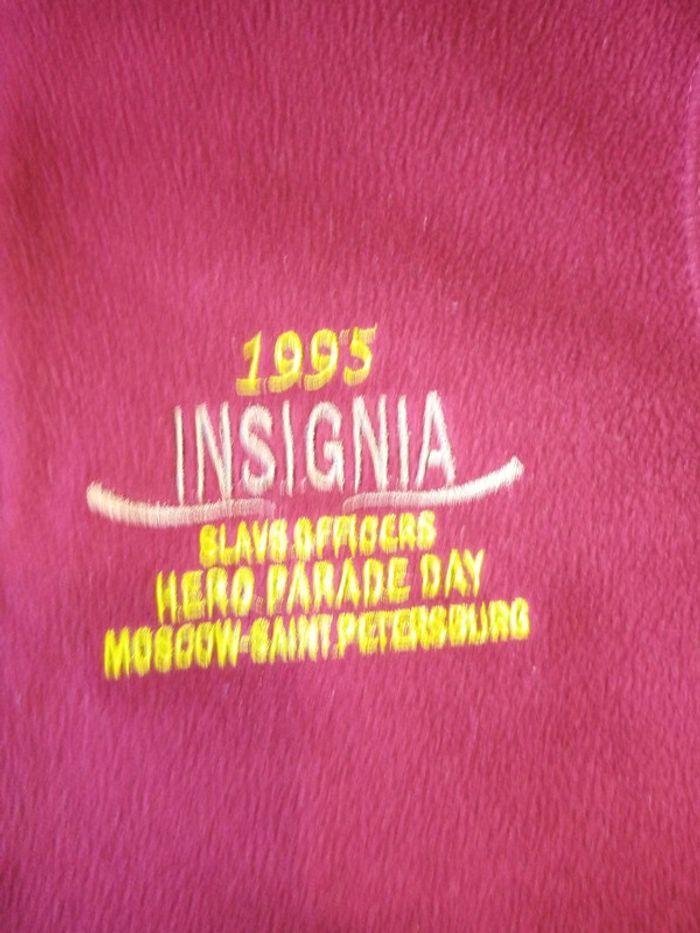 1995
INSIGNIA
SLAVS OFFICERS
HERO PARADE DAY
MOSCOW-SAINT.PETERSBURG